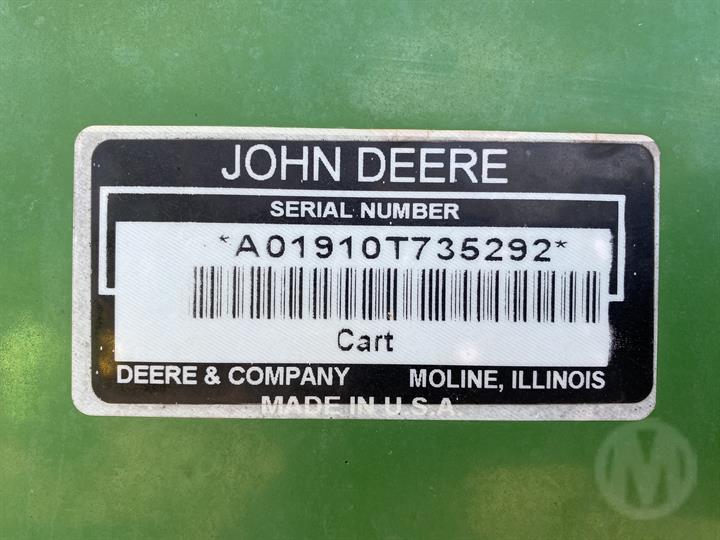 JOHN DEERE
SERIAL NUMBER
*A01910T735292*
Cart
DEERE & COMPANY MOLINE, ILLINOIS
MADE IN U.S.A
M